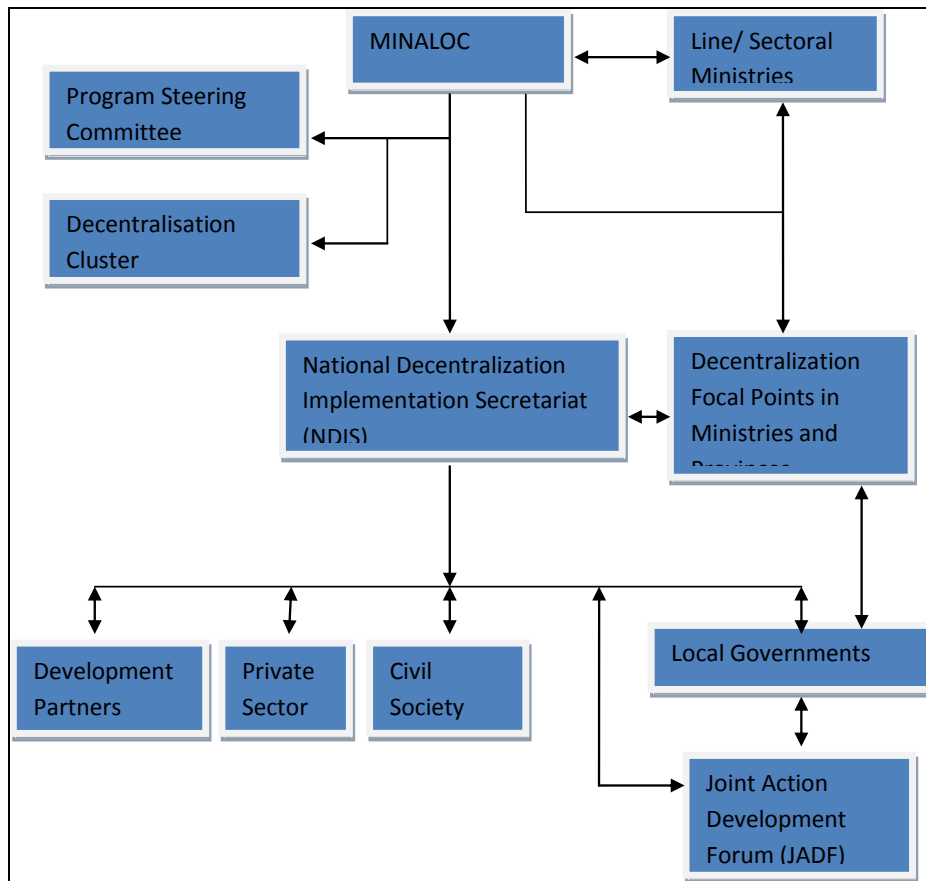 MINALOC
Line/ Sectoral
Ministries
Program Steering
Committee
Decentralisation
Cluster
National Decentralization
Implementation Secretariat
(NDIS)
Decentralization
Focal Points in
Ministries and
Provinces
Development
Partners
Private
Sector
Civil
Society
Local Governments
Joint Action
Development
Forum (JADF)